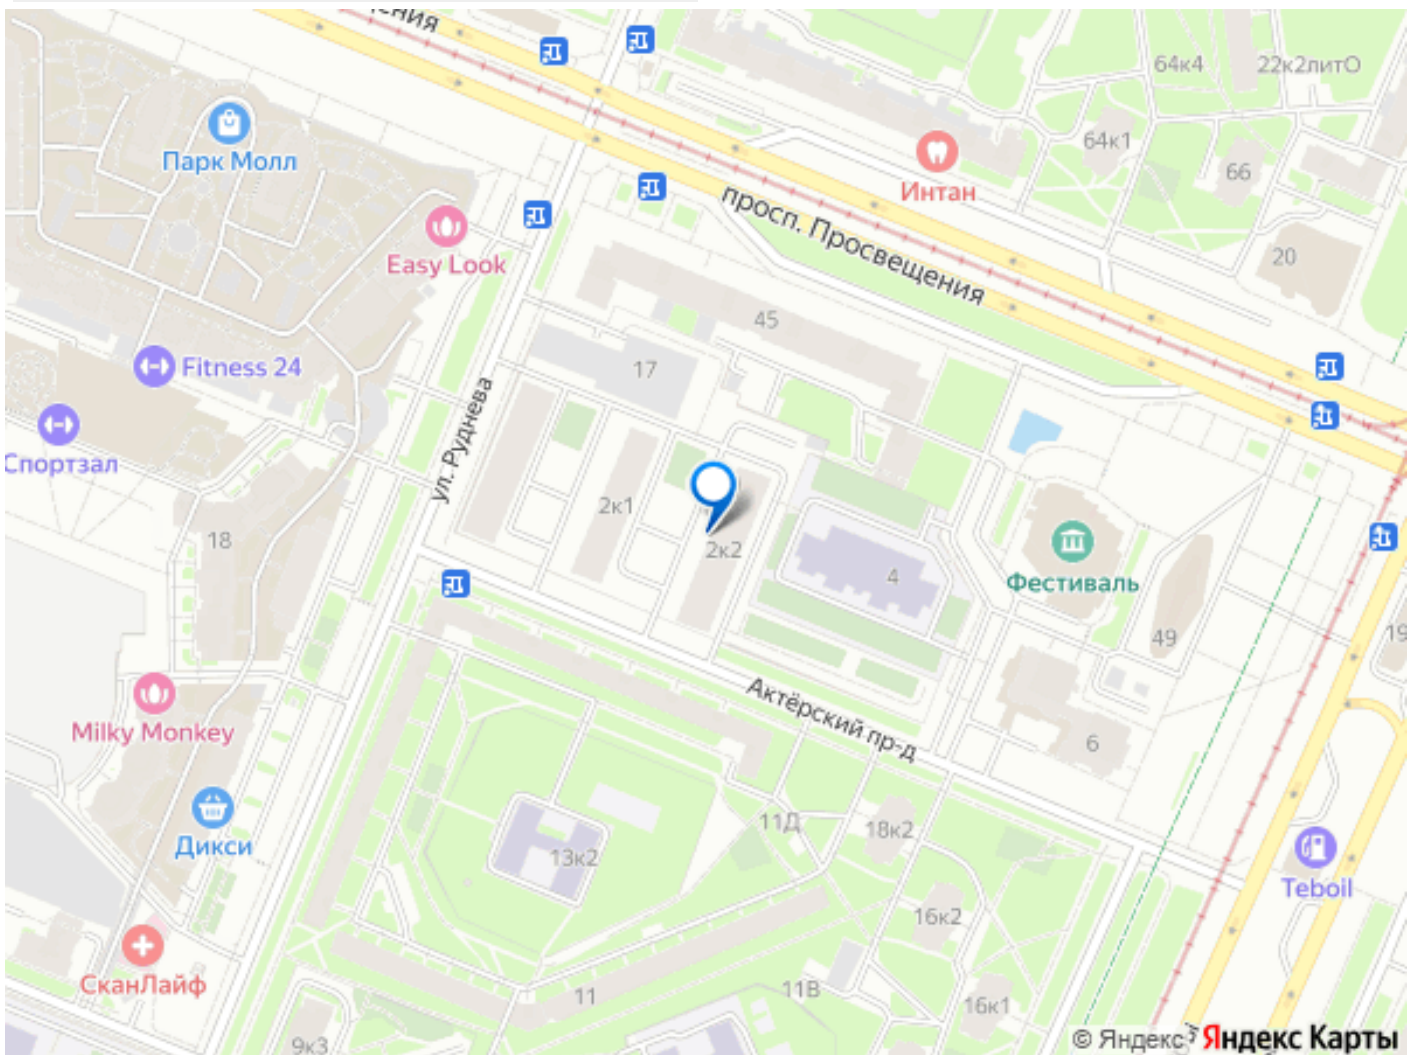 64к4
22к2литО
64к1
Парк Молл
Интан
66
просп. Просвещения
Easy Look
20
45
Fitness 24
17
ул. Руднева
Спортзал
2к1
18
2к2
4
Фестиваль
49
19
Актёрский пр-д
Milky Monkey
6
11Д
18к2
Дикси
13к2
Teboil
16к2
СканЛайф
11
11В
16к1
9к3
© Яндекс Яндекс Карты